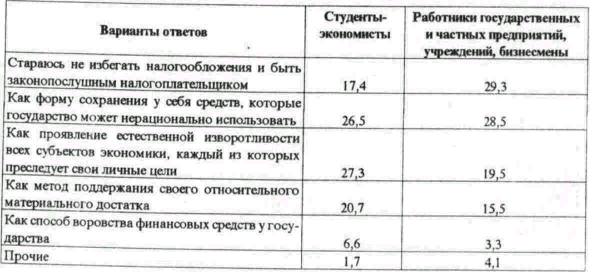 Варианты ответов
Студенты-
экономисты
Работники государственных
и частных предприятий,
учреждений, бизнесмены
Стараюсь не избегать налогообложения и быть
законопослушным налогоплательщиком
17,4
29,3
Как форму сохранения у себя средств, которые
государство может нерационально использовать
26,5
28,5
Как проявление естественной изворотливости
всех субъектов экономики, каждый из которых
преследует свои личные цели
27,3
19,5
Как метод поддержания своего относительного
материального достатка
20,7
15,5
Как способ воровства финансовых средств у госу-
дарства
6,6
3,3
Прочие
1,7
4,1